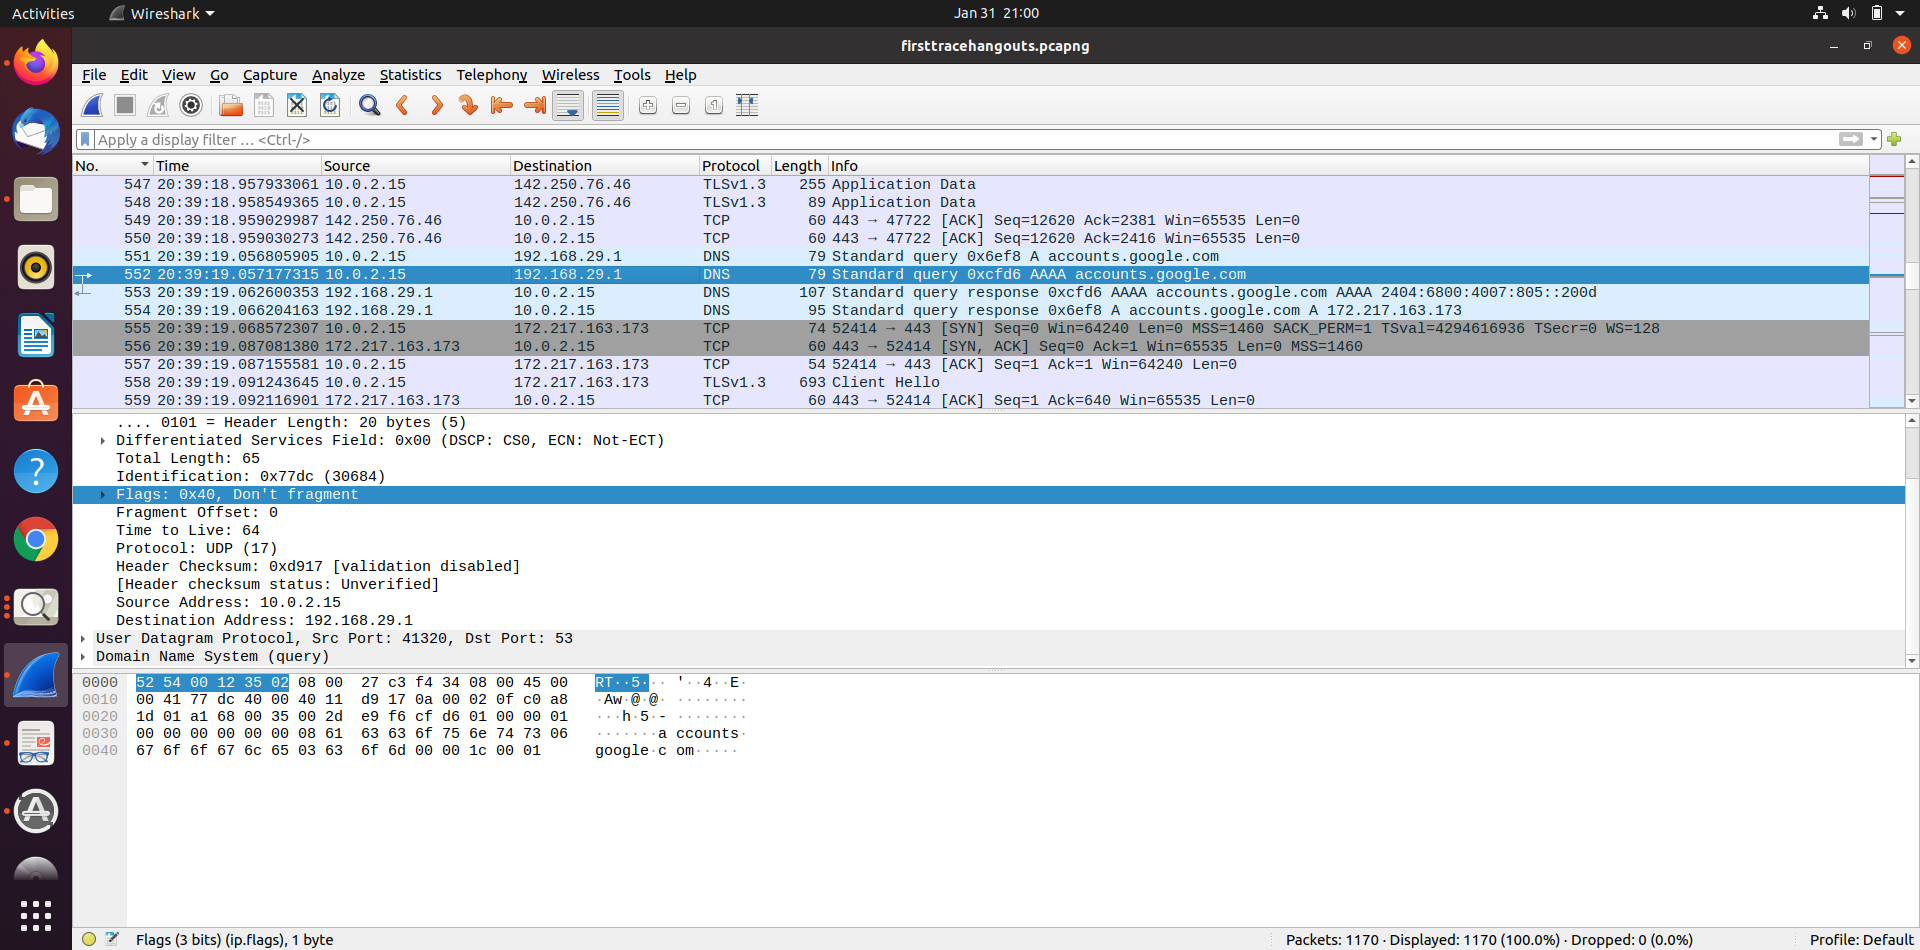 Activities Wireshark Jan 31 21:00
firsttracehangouts.pcapng
File Edit View Go Capture Analyze Statistics Telephony Wireless Tools Help
Apply a display filter … <Ctrl-/>
No. Time Source Destination Protocol Length Info
547 20:39:18.957933061 10.0.2.15 142.250.76.46 TLSv1.3 255 Application Data
548 20:39:18.958549365 10.0.2.15 142.250.76.46 TLSv1.3 89 Application Data
549 20:39:18.959029987 142.250.76.46 10.0.2.15 TCP 60 443 → 47722 [ACK] Seq=12620 Ack=2381 Win=65535 Len=0
550 20:39:18.959030273 142.250.76.46 10.0.2.15 TCP 60 443 → 47722 [ACK] Seq=12620 Ack=2416 Win=65535 Len=0
551 20:39:19.056805905 10.0.2.15 192.168.29.1 DNS 79 Standard query 0x6ef8 A accounts.google.com
552 20:39:19.057177315 10.0.2.15 192.168.29.1 DNS 79 Standard query 0xcfd6 AAAA accounts.google.com
553 20:39:19.062600353 192.168.29.1 10.0.2.15 DNS 107 Standard query response 0xcfd6 AAAA accounts.google.com AAAA 2404:6800:4007:805::200d
554 20:39:19.066204163 192.168.29.1 10.0.2.15 DNS 95 Standard query response 0x6ef8 A accounts.google.com A 172.217.163.173
555 20:39:19.068572307 10.0.2.15 172.217.163.173 TCP 74 52414 → 443 [SYN] Seq=0 Win=64240 Len=0 MSS=1460 SACK_PERM=1 TSval=4294616936 TSecr=0 WS=128
556 20:39:19.087081380 172.217.163.173 10.0.2.15 TCP 60 443 → 52414 [SYN, ACK] Seq=0 Ack=1 Win=65535 Len=0 MSS=1460
557 20:39:19.087155581 10.0.2.15 172.217.163.173 TCP 54 52414 → 443 [ACK] Seq=1 Ack=1 Win=64240 Len=0
558 20:39:19.091243645 10.0.2.15 172.217.163.173 TLSv1.3 693 Client Hello
559 20:39:19.092116901 172.217.163.173 10.0.2.15 TCP 60 443 → 52414 [ACK] Seq=1 Ack=640 Win=65535 Len=0
.... 0101 = Header Length: 20 bytes (5)
Differentiated Services Field: 0x00 (DSCP: CS0, ECN: Not-ECT)
Total Length: 65
Identification: 0x77dc (30684)
Flags: 0x40, Don't fragment
Fragment Offset: 0
Time to Live: 64
Protocol: UDP (17)
Header Checksum: 0xd917 [validation disabled]
[Header checksum status: Unverified]
Source Address: 10.0.2.15
Destination Address: 192.168.29.1
User Datagram Protocol, Src Port: 41320, Dst Port: 53
Domain Name System (query)
0000 52 54 00 12 35 02 08 00 27 c3 f4 34 08 00 45 00 RT··5··· '··4··E·
0010 00 41 77 dc 40 00 40 11 d9 17 0a 00 02 0f c0 a8 ·Aw·@·@· ········
0020 1d 01 a1 68 00 35 00 2d e9 f6 cf d6 01 00 00 01 ···h·5·- ········
0030 00 00 00 00 00 00 08 61 63 63 6f 75 6e 74 73 06 ·······a ccounts·
0040 67 6f 6f 67 6c 65 03 63 6f 6d 00 00 1c 00 01 google·c om·····
Flags (3 bits) (ip.flags), 1 byte Packets: 1170 · Displayed: 1170 (100.0%) · Dropped: 0 (0.0%) Profile: Default